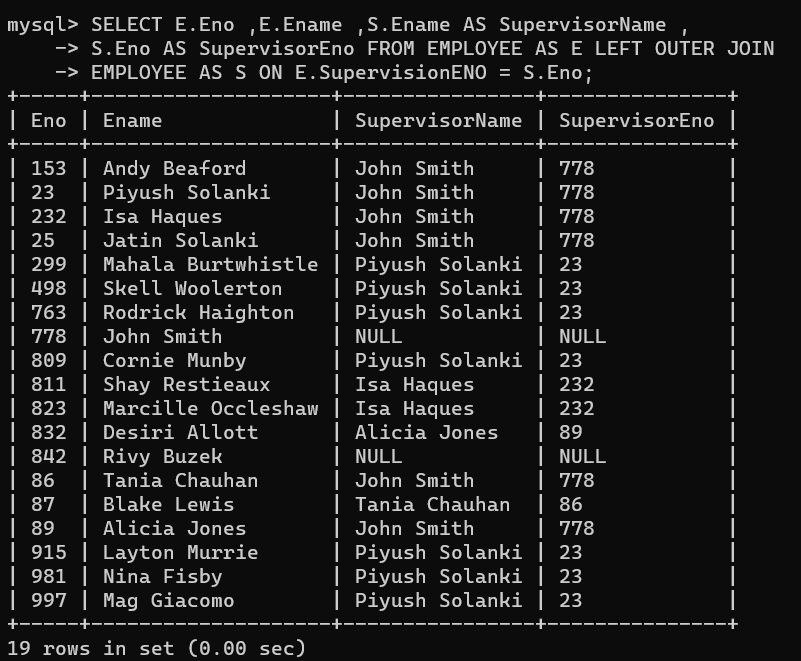 mysql> SELECT E.Eno ,E.Ename ,S.Ename AS SupervisorName ,
    -> S.Eno AS SupervisorEno FROM EMPLOYEE AS E LEFT OUTER JOIN
    -> EMPLOYEE AS S ON E.SupervisionENO = S.Eno;
+-----+--------------------+----------------+---------------+
| Eno | Ename              | SupervisorName | SupervisorEno |
+-----+--------------------+----------------+---------------+
| 153 | Andy Beaford       | John Smith     | 778           |
| 23  | Piyush Solanki     | John Smith     | 778           |
| 232 | Isa Haques         | John Smith     | 778           |
| 25  | Jatin Solanki      | John Smith     | 778           |
| 299 | Mahala Burtwhistle | Piyush Solanki | 23            |
| 498 | Skell Woolerton    | Piyush Solanki | 23            |
| 763 | Rodrick Haighton   | Piyush Solanki | 23            |
| 778 | John Smith         | NULL           | NULL          |
| 809 | Cornie Munby       | Piyush Solanki | 23            |
| 811 | Shay Restieaux     | Isa Haques     | 232           |
| 823 | Marcille Occleshaw | Isa Haques     | 232           |
| 832 | Desiri Allott      | Alicia Jones   | 89            |
| 842 | Rivy Buzek         | NULL           | NULL          |
| 86  | Tania Chauhan      | John Smith     | 778           |
| 87  | Blake Lewis        | Tania Chauhan  | 86            |
| 89  | Alicia Jones       | John Smith     | 778           |
| 915 | Layton Murrie      | Piyush Solanki | 23            |
| 981 | Nina Fisby         | Piyush Solanki | 23            |
| 997 | Mag Giacomo        | Piyush Solanki | 23            |
+-----+--------------------+----------------+---------------+
19 rows in set (0.00 sec)